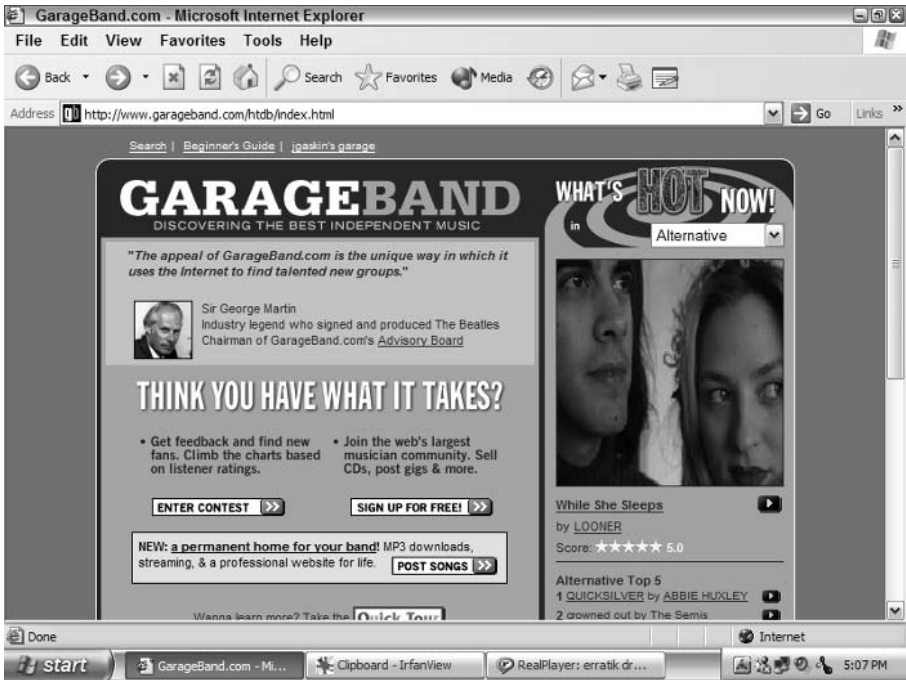 GarageBand.com - Microsoft Internet Explorer
File Edit View Favorites Tools Help
Back Search Favorites Media
Address http://www.garageband.com/htdb/index.html Go Links »
Search | Beginner's Guide | jgaskin's garage
GARAGEBAND
DISCOVERING THE BEST INDEPENDENT MUSIC
"The appeal of GarageBand.com is the unique way in which it
uses the Internet to find talented new groups."
Sir George Martin
Industry legend who signed and produced The Beatles
Chairman of GarageBand.com's Advisory Board
THINK YOU HAVE WHAT IT TAKES?
• Get feedback and find new
fans. Climb the charts based
on listener ratings.
ENTER CONTEST >>
• Join the web's largest
musician community. Sell
CDs, post gigs & more.
SIGN UP FOR FREE! >>
NEW: a permanent home for your band! MP3 downloads,
streaming, & a professional website for life. POST SONGS >>
Wanna learn more? Take the Quick Tour
WHAT'S HOT NOW!
in Alternative
While She Sleeps
by LOONER
Score: ★★★★★ 5.0
Alternative Top 5
1 QUICKSILVER by ABBIE HUXLEY
2 crowned out by The Semis
Done Internet
start GarageBand.com - Mi... Clipboard - IrfanView RealPlayer: erratik dr... 5:07 PM